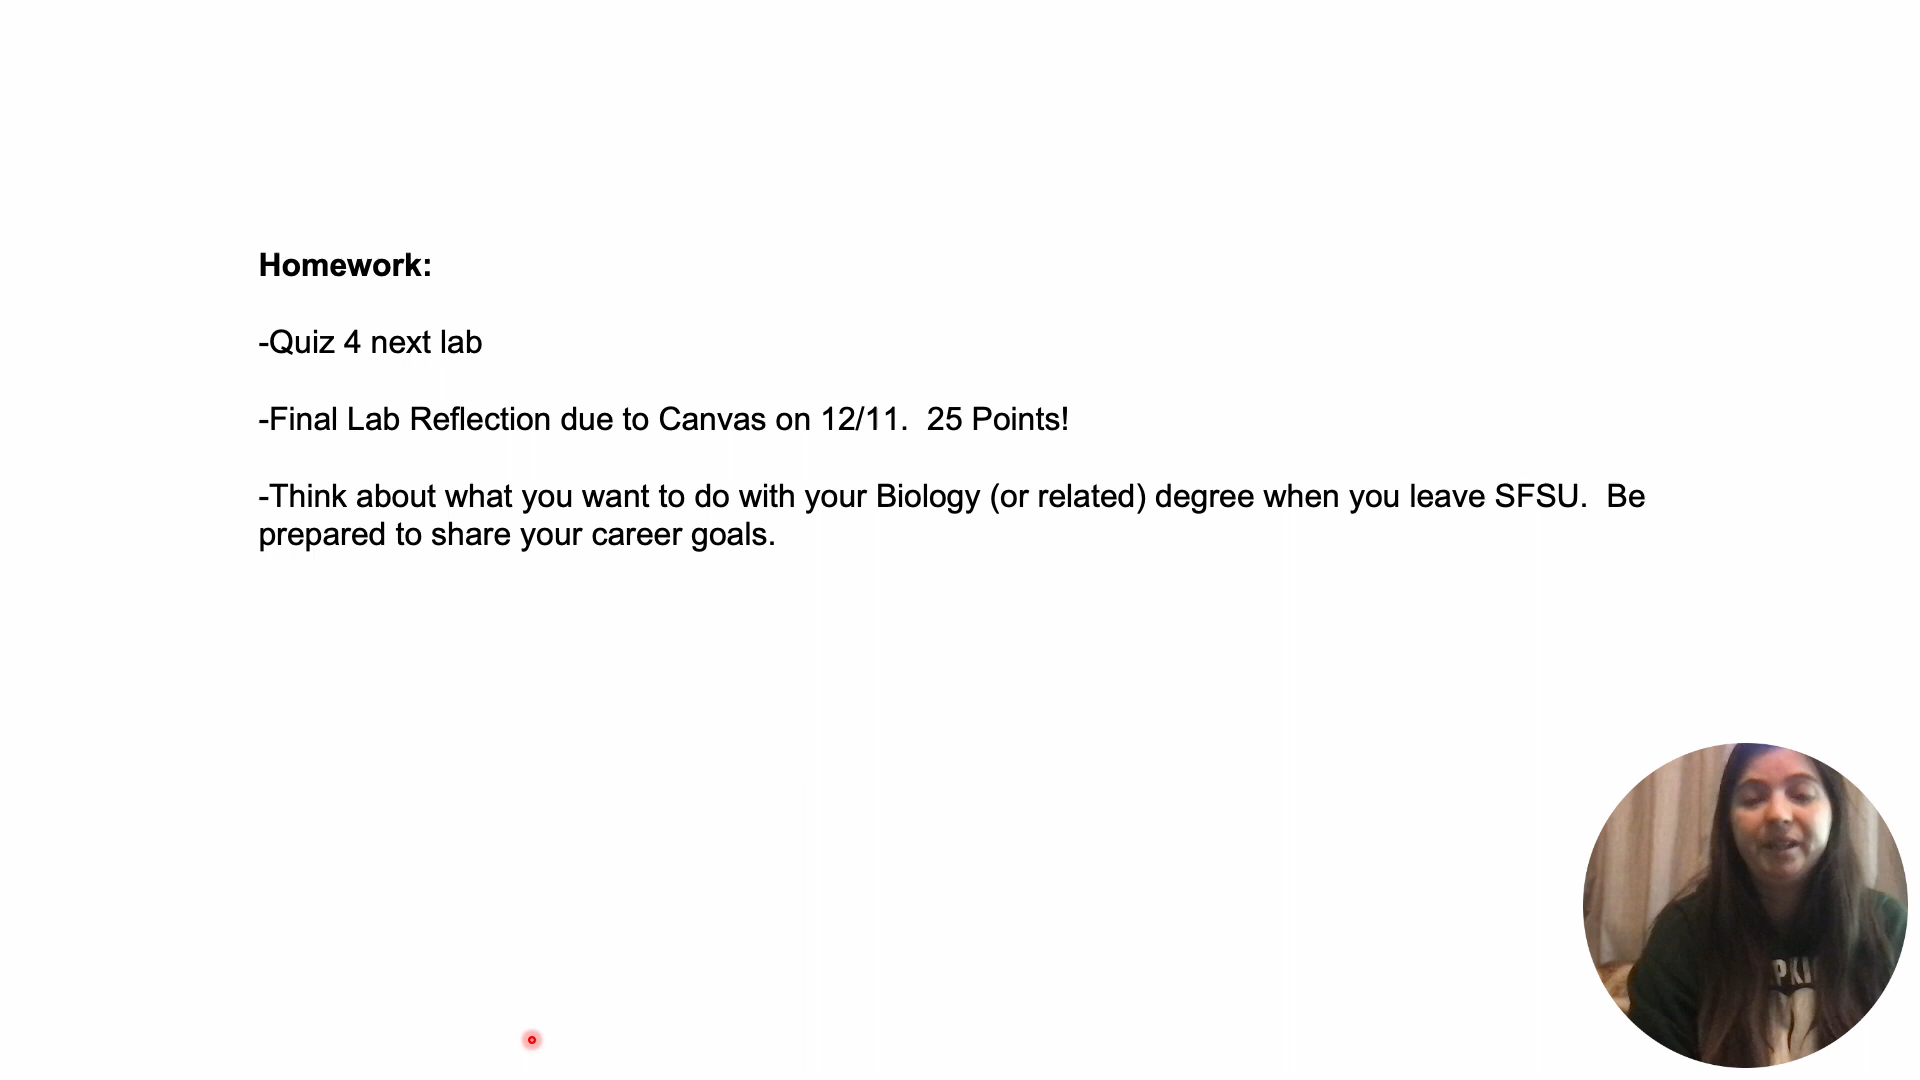 Homework:
-Quiz 4 next lab
-Final Lab Reflection due to Canvas on 12/11.  25 Points!
-Think about what you want to do with your Biology (or related) degree when you leave SFSU.  Be
prepared to share your career goals.